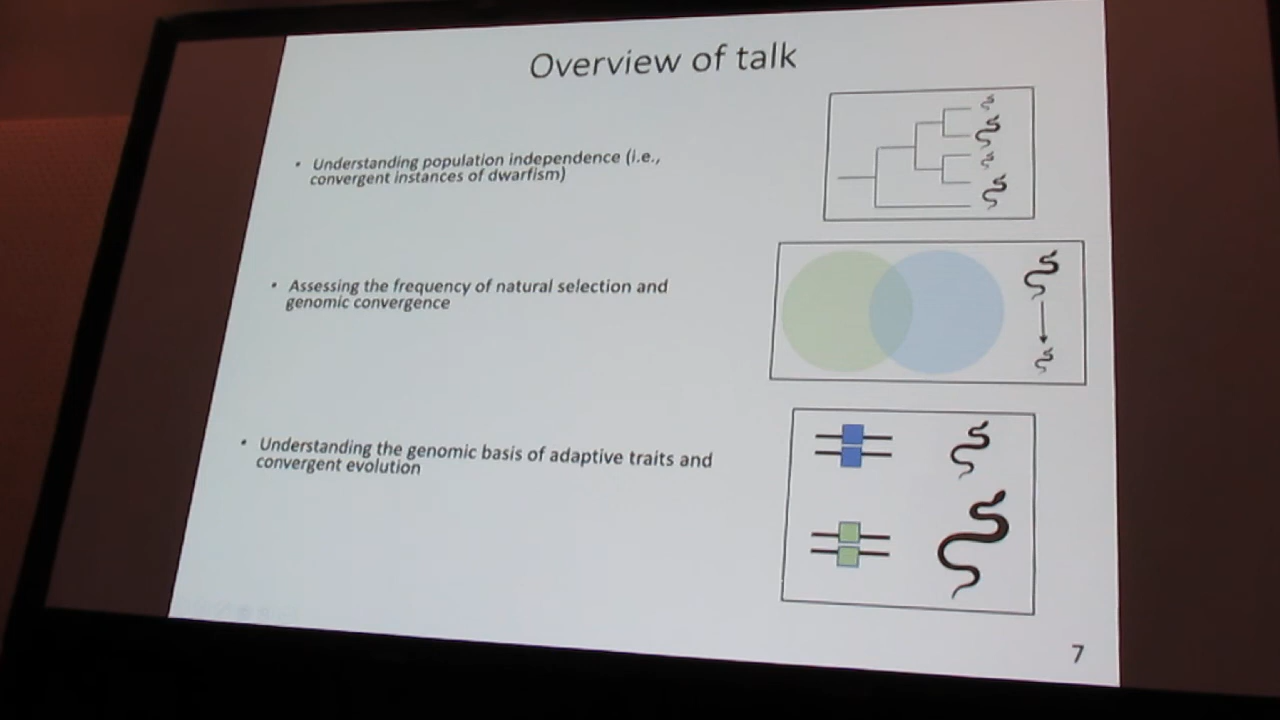 Overview of talk
• Understanding population independence (i.e.,
convergent instances of dwarfism)
• Assessing the frequency of natural selection and
genomic convergence
• Understanding the genomic basis of adaptive traits and
convergent evolution
7